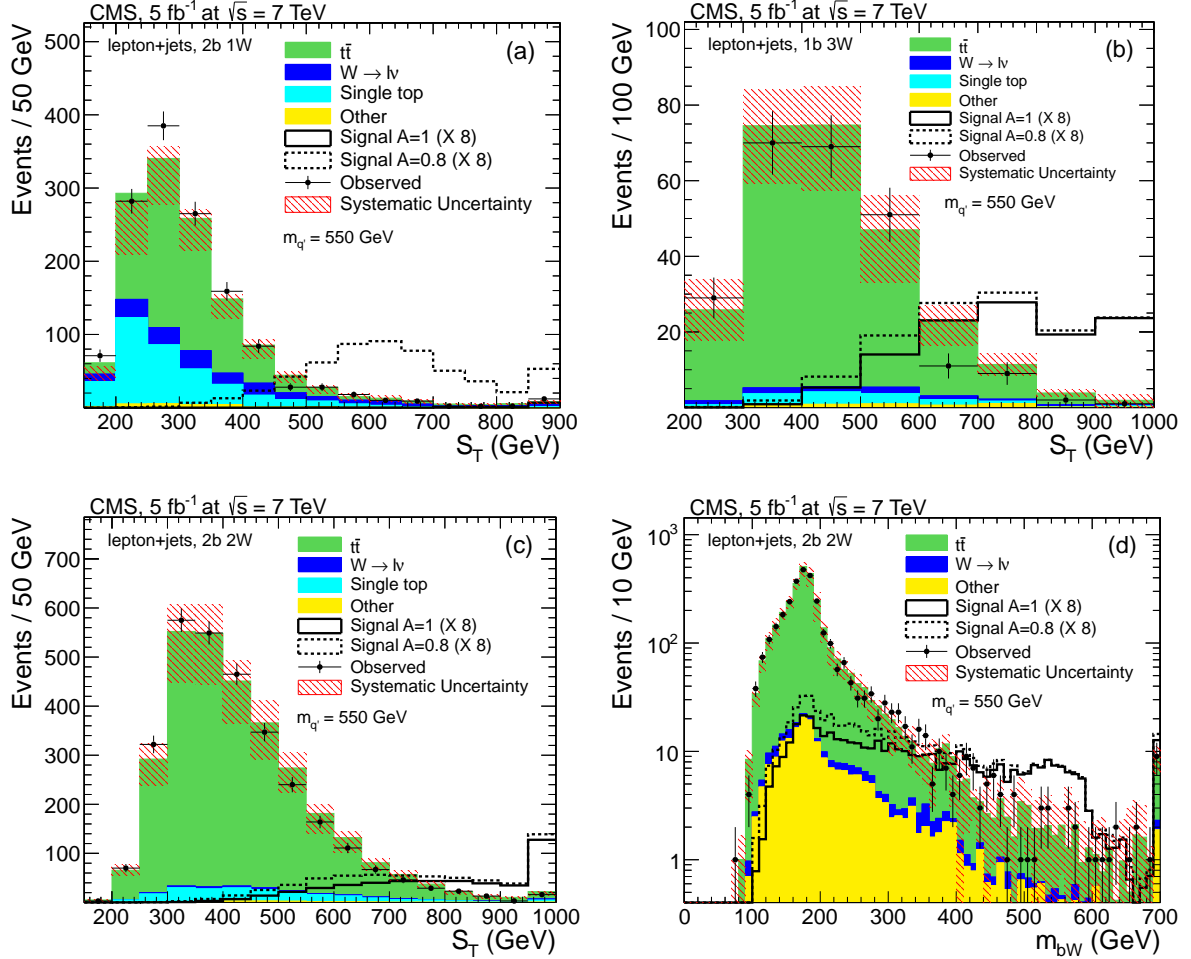 CMS, 5 fb⁻¹ at √s = 7 TeV
lepton+jets, 2b 1W
(a)
tt̄
W → lν
Single top
Other
Signal A=1 (X 8)
Signal A=0.8 (X 8)
Observed
Systematic Uncertainty
m_q' = 550 GeV
Events / 50 GeV
500
400
300
200
100
200 300 400 500 600 700 800 900
S_T (GeV)
CMS, 5 fb⁻¹ at √s = 7 TeV
lepton+jets, 1b 3W
(b)
tt̄
W → lν
Single top
Other
Signal A=1 (X 8)
Signal A=0.8 (X 8)
Observed
Systematic Uncertainty
m_q' = 550 GeV
Events / 100 GeV
100
80
60
40
20
0
200 300 400 500 600 700 800 900 1000
S_T (GeV)
CMS, 5 fb⁻¹ at √s = 7 TeV
lepton+jets, 2b 2W
(c)
tt̄
W → lν
Single top
Other
Signal A=1 (X 8)
Signal A=0.8 (X 8)
Observed
Systematic Uncertainty
m_q' = 550 GeV
Events / 50 GeV
700
600
500
400
300
200
100
200 300 400 500 600 700 800 900 1000
S_T (GeV)
CMS, 5 fb⁻¹ at √s = 7 TeV
lepton+jets, 2b 2W
(d)
tt̄
W → lν
Other
Signal A=1 (X 8)
Signal A=0.8 (X 8)
Observed
Systematic Uncertainty
m_q' = 550 GeV
Events / 10 GeV
10³
10²
10
1
0 100 200 300 400 500 600 700
m_bW (GeV)